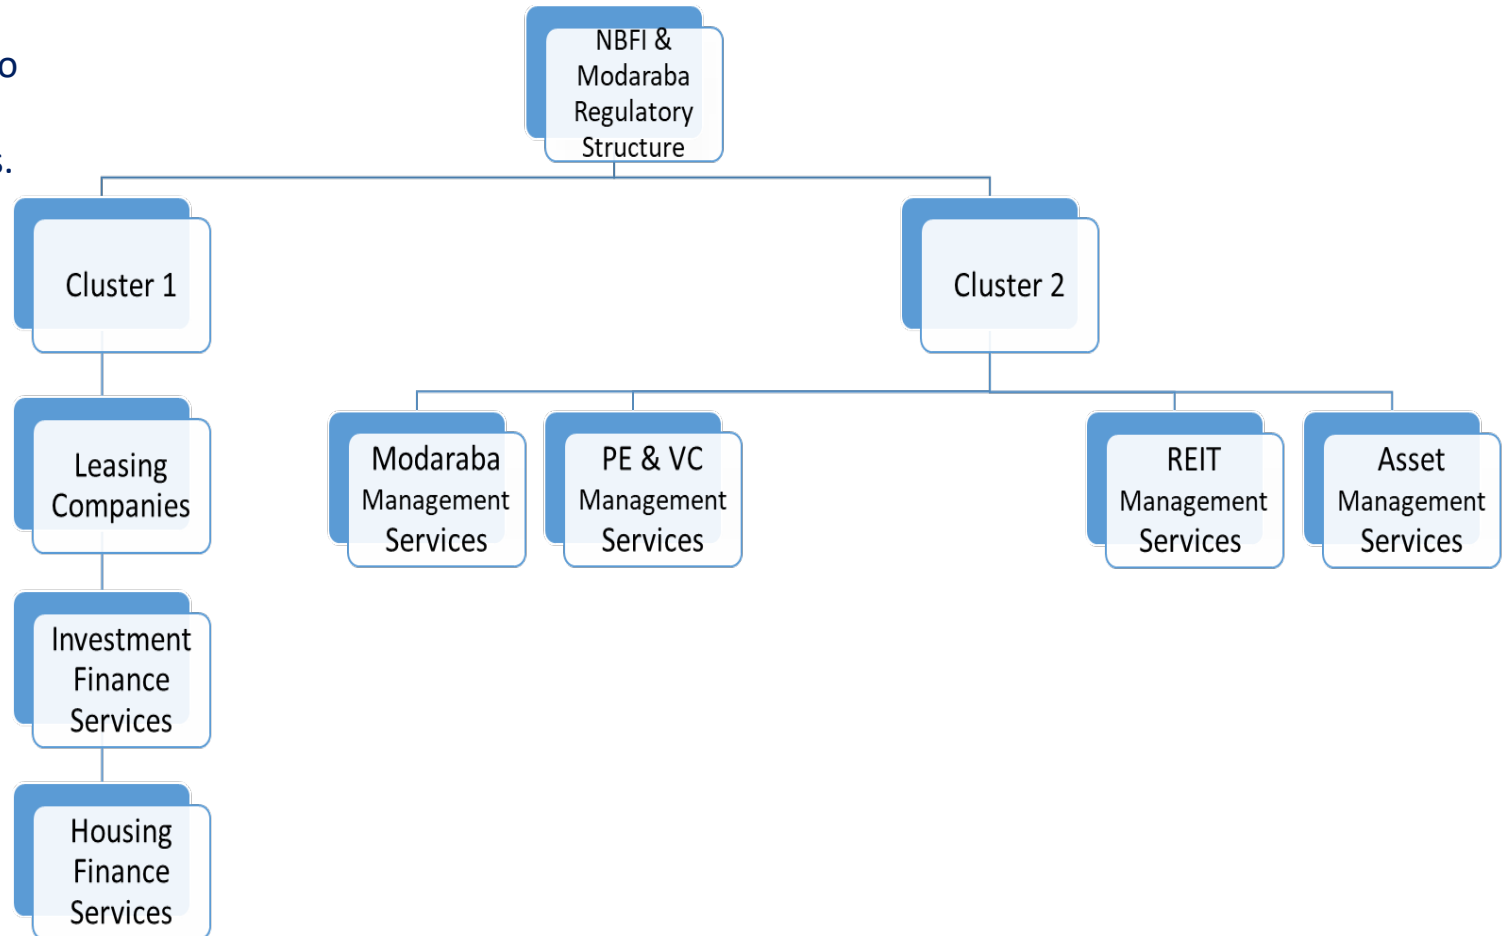 o
s.
NBFI &
Modaraba
Regulatory
Structure
Cluster 1
Cluster 2
Leasing
Companies
Modaraba
Management
Services
PE & VC
Management
Services
REIT
Management
Services
Asset
Management
Services
Investment
Finance
Services
Housing
Finance
Services